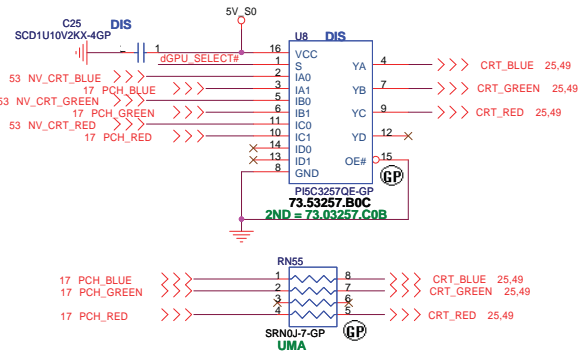 5V_S0
C25 DIS
SCD1U10V2KX-4GP
1
dGPU_SELECT#
U8 DIS
16 VCC
1 S YA 4 CRT_BLUE 25,49
53 NV_CRT_BLUE 2 IA0
17 PCH_BLUE 3 IA1 YB 7 CRT_GREEN 25,49
53 NV_CRT_GREEN 5 IB0
17 PCH_GREEN 6 IB1 YC 9 CRT_RED 25,49
53 NV_CRT_RED 11 IC0
17 PCH_RED 10 IC1 YD 12
14 ID0
13 ID1 OE# 15
8 GND
GP
PI5C3257QE-GP
73.53257.B0C
2ND = 73.03257.C0B
RN55
17 PCH_BLUE 1 8 CRT_BLUE 25,49
17 PCH_GREEN 2 7 CRT_GREEN 25,49
3 6
17 PCH_RED 4 5 CRT_RED 25,49
SRN0J-7-GP GP
UMA